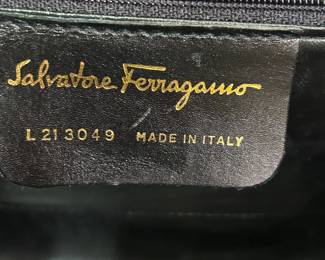 Salvatore Ferragamo
L 21 3049 MADE IN ITALY